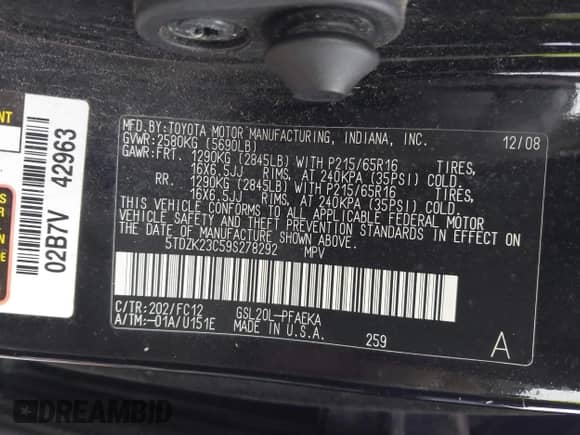 MFD.BY:TOYOTA MOTOR MANUFACTURING, INDIANA, INC. 12/08
GVWR:2580KG (5690LB)
GAWR:FRT. 1290KG (2845LB) WITH P215/65R16 TIRES,
16X6.5JJ RIMS, AT 240KPA (35PSI) COLD.
RR. 1290KG (2845LB) WITH P215/65R16 TIRES,
16X6.5JJ RIMS, AT 240KPA (35PSI) COLD.
THIS VEHICLE CONFORMS TO ALL APPLICABLE FEDERAL MOTOR
VEHICLE SAFETY AND THEFT PREVENTION STANDARDS IN EFFECT ON
THE DATE OF MANUFACTURE SHOWN ABOVE.
5TDZK23C59S278292 MPV
C/TR:202/FC12 GSL20L-PFAEKA
A/TM:-01A/U151E MADE IN U.S.A. 259 A
02B7V 42963
DREAMBID